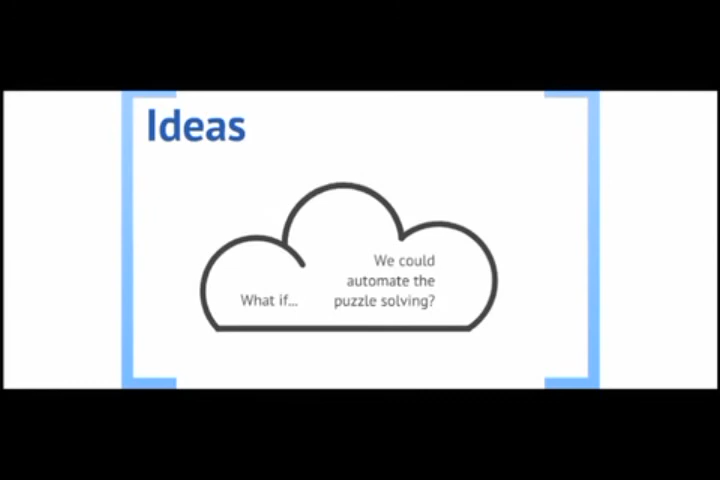 Ideas
What if...
We could
automate the
puzzle solving?